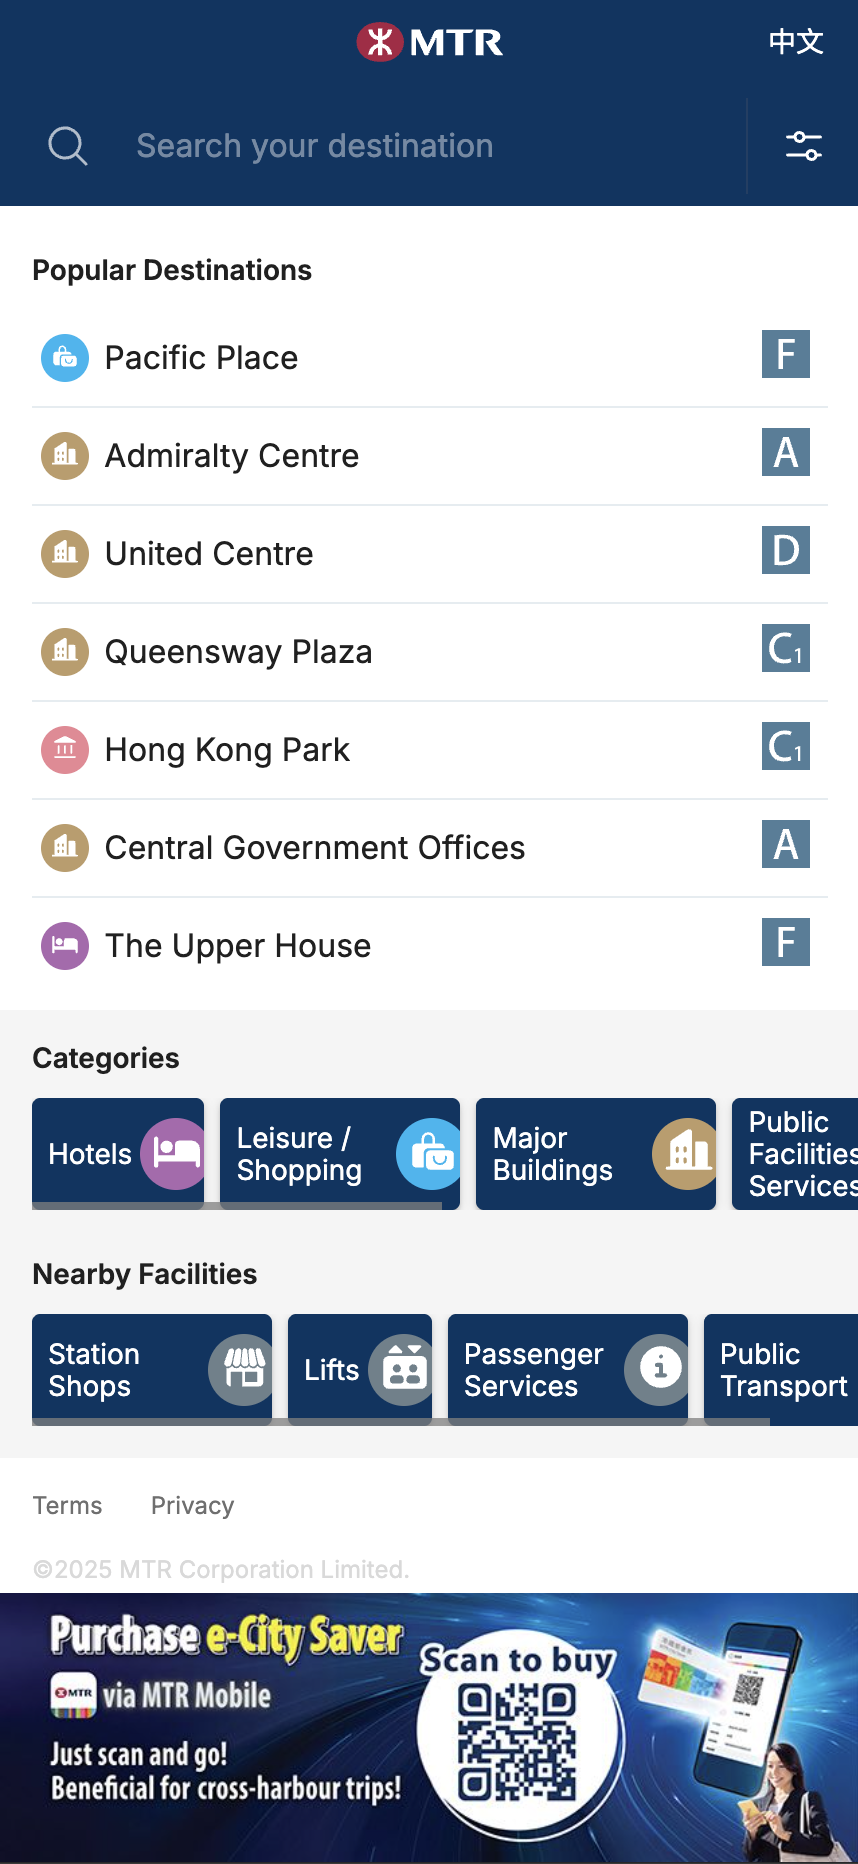 MTR
中文
Search your destination
Popular Destinations
Pacific Place
F
Admiralty Centre
A
United Centre
D
Queensway Plaza
C1
Hong Kong Park
C1
Central Government Offices
A
The Upper House
F
Categories
Hotels
Leisure /
Shopping
Major
Buildings
Public
Facilities
Services
Nearby Facilities
Station
Shops
Lifts
Passenger
Services
Public
Transport
Terms
Privacy
©2025 MTR Corporation Limited.
Purchase e-City Saver
MTR via MTR Mobile
Just scan and go!
Beneficial for cross-harbour trips!
Scan to buy